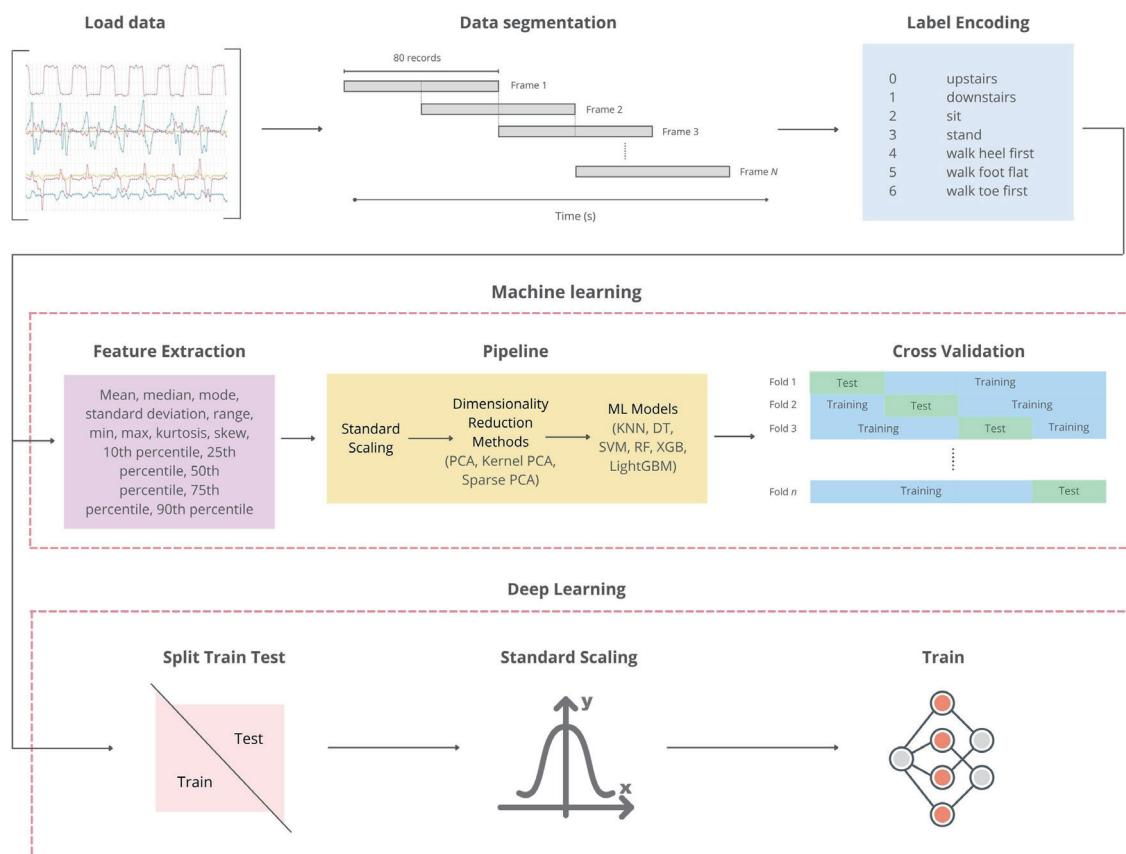 Load data
Data segmentation
Label Encoding
80 records
Frame 1
Frame 2
Frame 3
Frame N
Time (s)
0 upstairs
1 downstairs
2 sit
3 stand
4 walk heel first
5 walk foot flat
6 walk toe first
Machine learning
Feature Extraction
Mean, median, mode,
standard deviation, range,
min, max, kurtosis, skew,
10th percentile, 25th
percentile, 50th
percentile, 75th
percentile, 90th percentile
Pipeline
Standard
Scaling
Dimensionality
Reduction
Methods
(PCA, Kernel PCA,
Sparse PCA)
ML Models
(KNN, DT,
SVM, RF, XGB,
LightGBM)
Cross Validation
Fold 1 Test Training
Fold 2 Training Test Training
Fold 3 Training Test Training
Fold n Training Test
Deep Learning
Split Train Test
Test
Train
Standard Scaling
y
x
Train